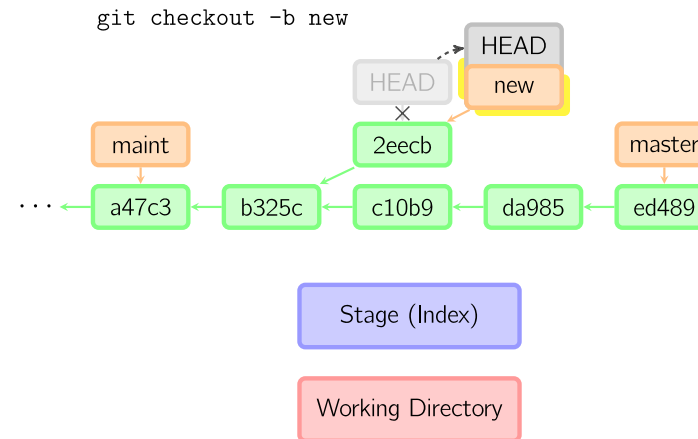 git checkout -b new
HEAD
HEAD
new
maint
2eecb
master
··· a47c3 b325c c10b9 da985 ed489
Stage (Index)
Working Directory